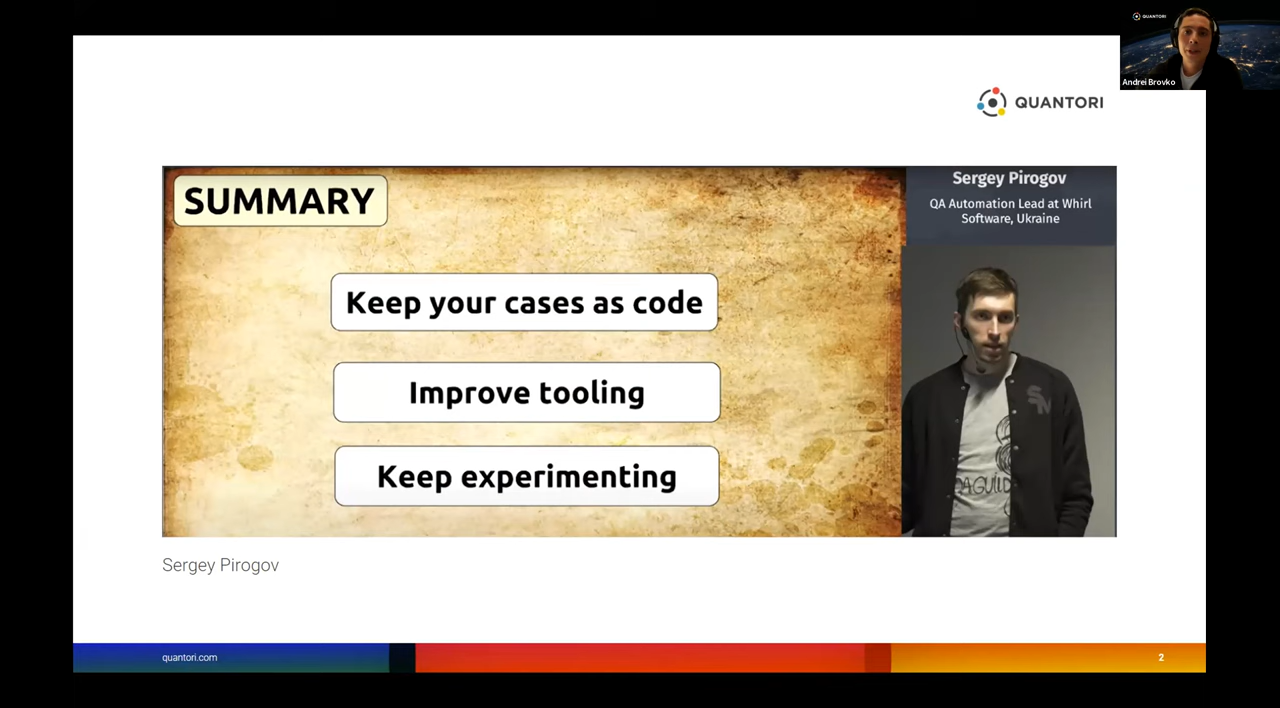 QUANTORI
Andrei Brovko
QUANTORI
SUMMARY
Keep your cases as code
Improve tooling
Keep experimenting
Sergey Pirogov
QA Automation Lead at Whirl
Software, Ukraine
Sergey Pirogov
quantori.com
2